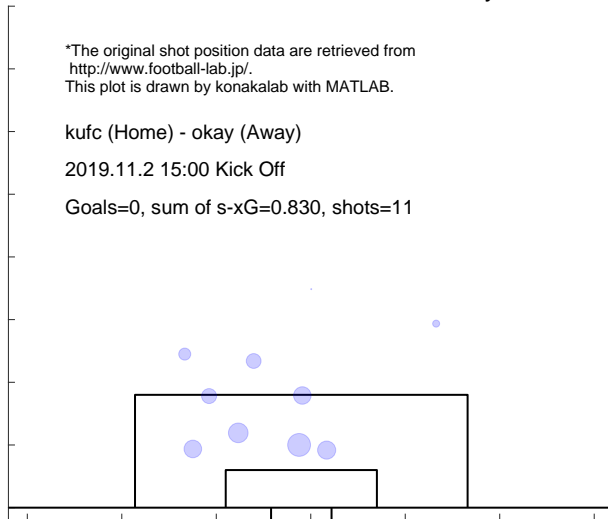 *The original shot position data are retrieved from
http://www.football-lab.jp/.
This plot is drawn by konakalab with MATLAB.
kufc (Home) - okay (Away)
2019.11.2 15:00 Kick Off
Goals=0, sum of s-xG=0.830, shots=11